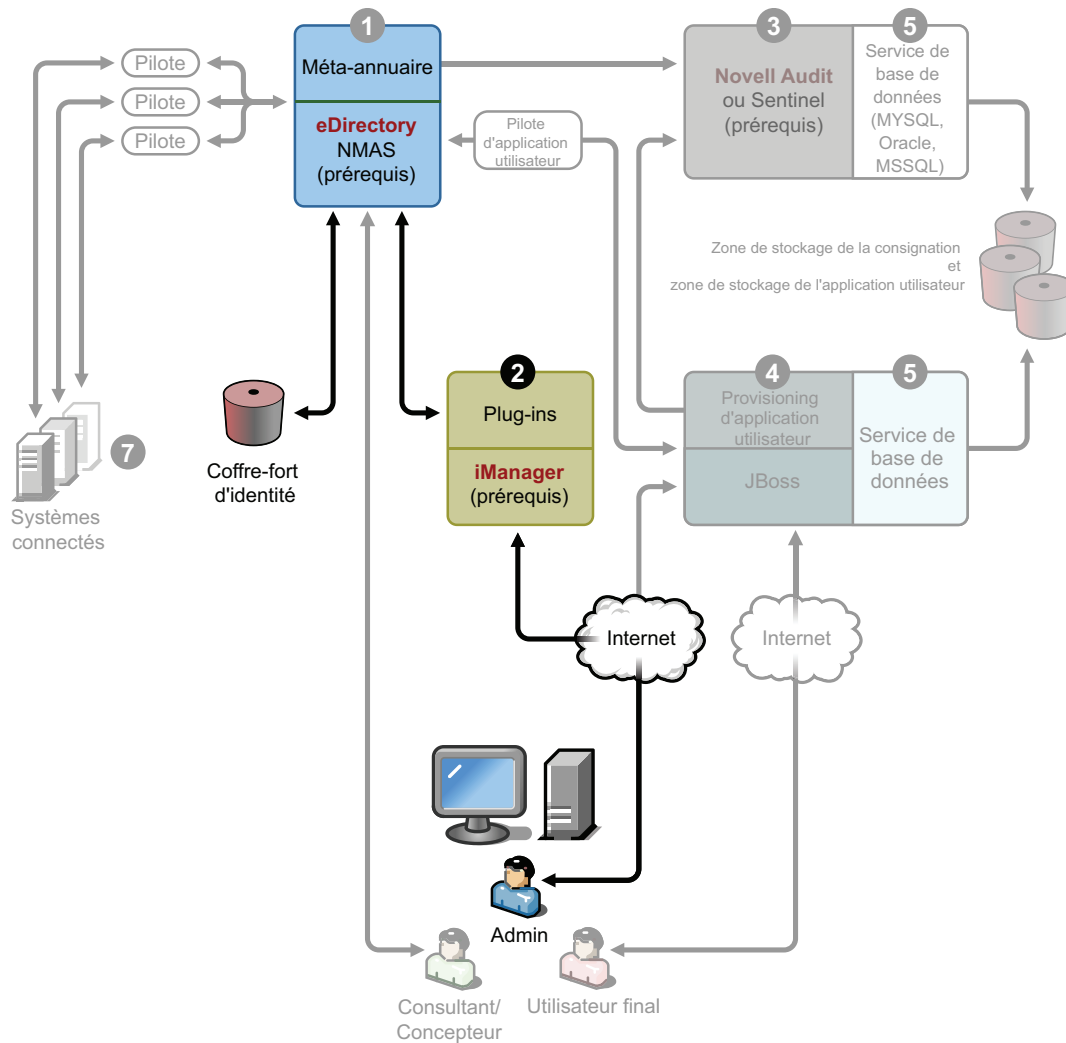 1
3
5
Pilote
Pilote
Pilote
Méta-annuaire
eDirectory
NMAS
(prérequis)
Pilote
d'application
utilisateur
Novell Audit
ou Sentinel
(prérequis)
Service de
base de
données
(MYSQL,
Oracle,
MSSQL)
Zone de stockage de la consignation
et
zone de stockage de l'application utilisateur
2
4
5
Plug-ins
iManager
(prérequis)
Provisioning
d'application
utilisateur
JBoss
Service de
base de
données
7
Coffre-fort
d'identité
Systèmes
connectés
Internet
Internet
Admin
Consultant/
Concepteur
Utilisateur final